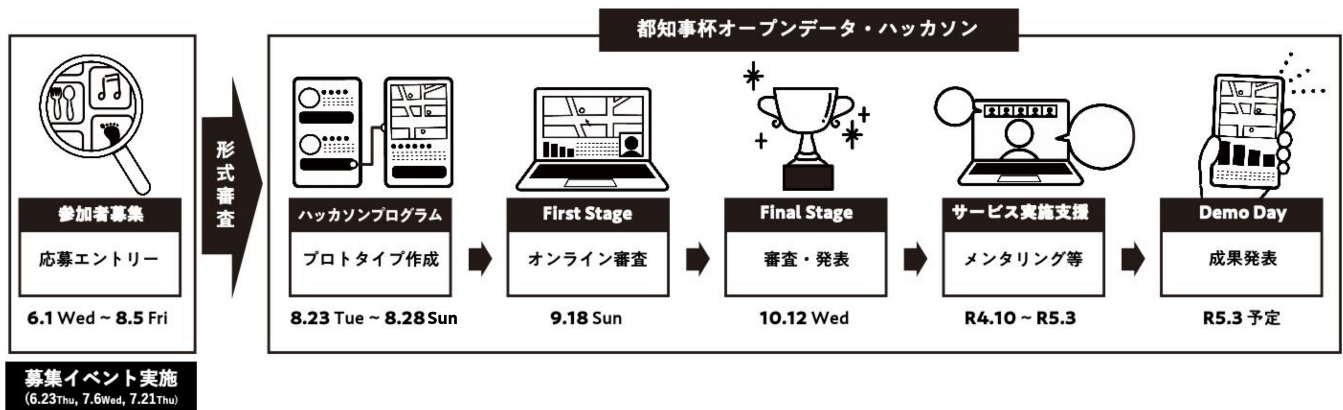 都知事杯オープンデータ・ハッカソン
参加者募集
応募エントリー
6.1 Wed ~ 8.5 Fri
募集イベント実施
(6.23Thu, 7.6Wed, 7.21Thu)
形式審査
ハッカソンプログラム
プロトタイプ作成
8.23 Tue ~ 8.28 Sun
First Stage
オンライン審査
9.18 Sun
Final Stage
審査・発表
10.12 Wed
サービス実施支援
メンタリング等
R4.10 ~ R5.3
Demo Day
成果発表
R5.3 予定